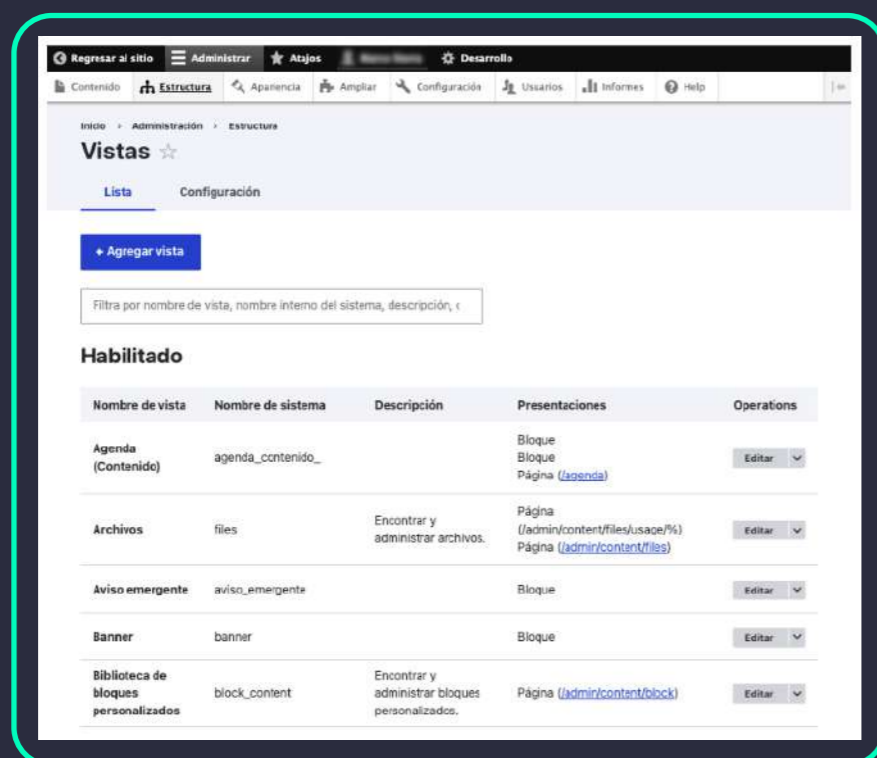 Regresar al sitio Administrar Atajos Desarrollo
Contenido Estructura Apariencia Ampliar Configuración Usuarios Informes Help
Inicio › Administración › Estructura
Vistas
Lista Configuración
+ Agregar vista
Filtra por nombre de vista, nombre interno del sistema, descripción,
Habilitado
Nombre de vista Nombre de sistema Descripción Presentaciones Operations
Agenda
(Contenido)
agenda_contenido_
Bloque
Bloque
Página (/agenda)
Editar
Archivos
files
Encontrar y
administrar archivos.
Página
(/admin/content/files/usage/%)
Página (/admin/content/files)
Editar
Aviso emergente aviso_emergente Bloque Editar
Banner banner Bloque Editar
Biblioteca de
bloques
personalizados
block_content
Encontrar y
administrar bloques
personalizados.
Página (/admin/content/block)
Editar